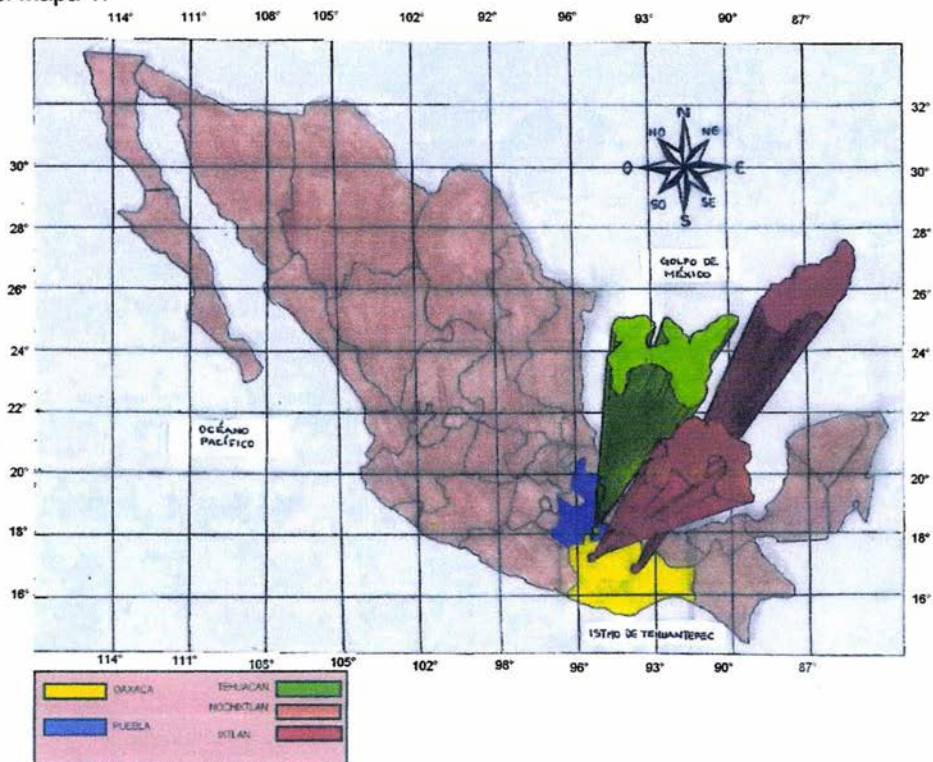 114° 111° 108° 105° 102° 92° 96° 93° 90° 87°
32° 32°
30° 30°
28° 28°
26° 26°
24° 24°
22° 22°
20° 20°
18° 18°
16° 16°
N
NO NE
O E
SO SE
S
GOLFO DE
MÉXICO
OCÉANO
PACÍFICO
ISTMO DE TEHUANTEPEC
114° 111° 108° 105° 102° 98° 96° 93° 90° 87°
OAXACA
PUEBLA
TEHUACAN
NOCHIXTLAN
IXTLAN